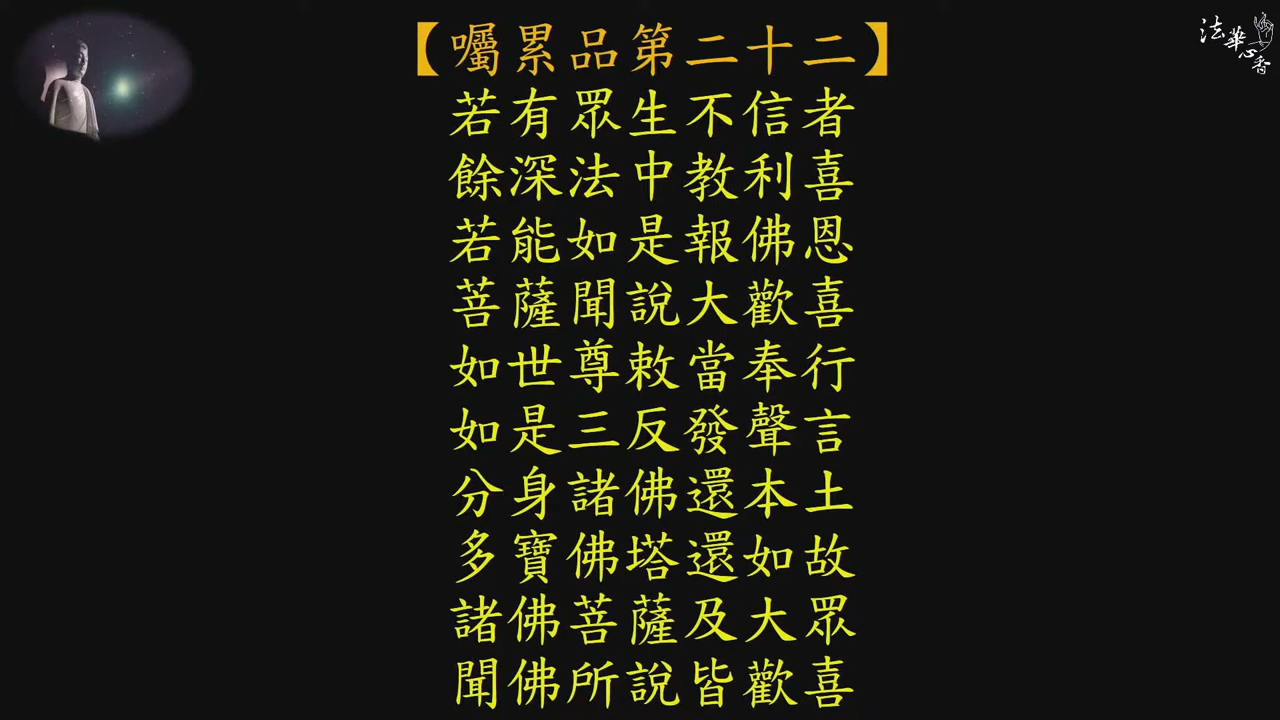 【囑累品第二十二】
若有眾生不信者
餘深法中教利喜
若能如是報佛恩
菩薩聞說大歡喜
如世尊敕當奉行
如是三反發聲言
分身諸佛還本土
多寶佛塔還如故
諸佛菩薩及大眾
聞佛所說皆歡喜
法華心香